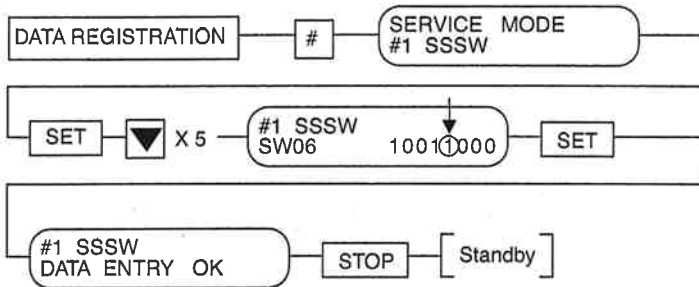 DATA REGISTRATION
#
SERVICE MODE
#1 SSSW
SET
▼
X 5
#1 SSSW
SW06 10011000
SET
#1 SSSW
DATA ENTRY OK
STOP
[Standby]